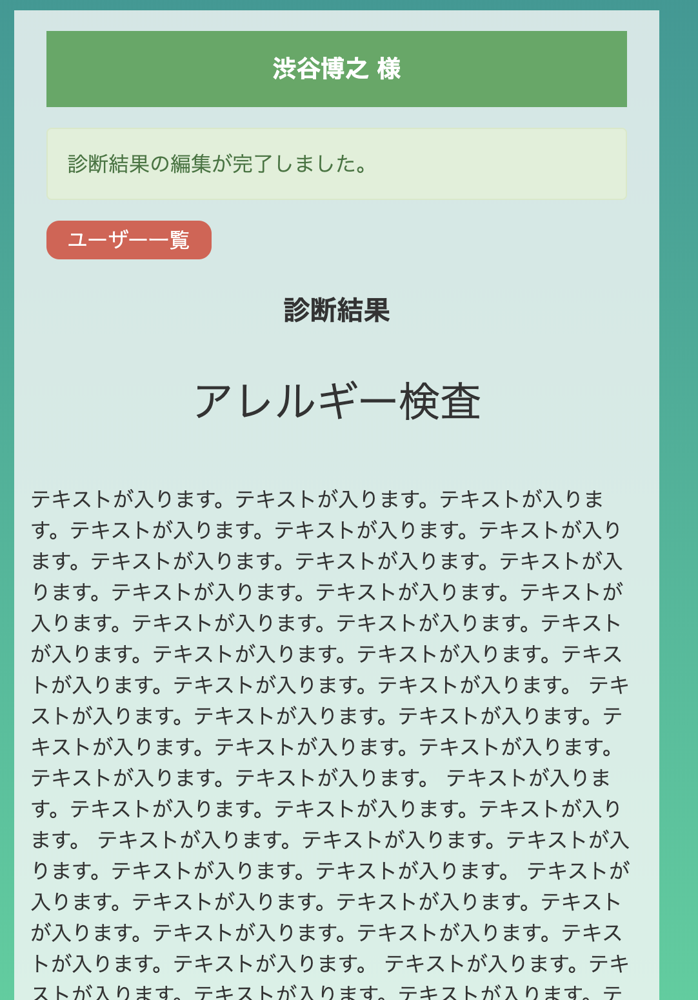 渋谷博之 様
診断結果の編集が完了しました。
ユーザー一覧
診断結果
アレルギー検査
テキストが入ります。テキストが入ります。テキストが入りま
す。テキストが入ります。テキストが入ります。テキストが入り
ます。テキストが入ります。テキストが入ります。テキストが入
ります。テキストが入ります。テキストが入ります。テキストが
入ります。テキストが入ります。テキストが入ります。テキスト
が入ります。テキストが入ります。テキストが入ります。テキス
トが入ります。テキストが入ります。テキストが入ります。 テキ
ストが入ります。テキストが入ります。テキストが入ります。テ
キストが入ります。テキストが入ります。テキストが入ります。
テキストが入ります。テキストが入ります。 テキストが入りま
す。テキストが入ります。テキストが入ります。テキストが入り
ます。 テキストが入ります。テキストが入ります。テキストが入
ります。テキストが入ります。テキストが入ります。 テキストが
入ります。テキストが入ります。テキストが入ります。テキスト
が入ります。テキストが入ります。テキストが入ります。テキス
トが入ります。テキストが入ります。 テキストが入ります。テキ
ストが入ります。テキストが入ります。テキストが入ります。テ